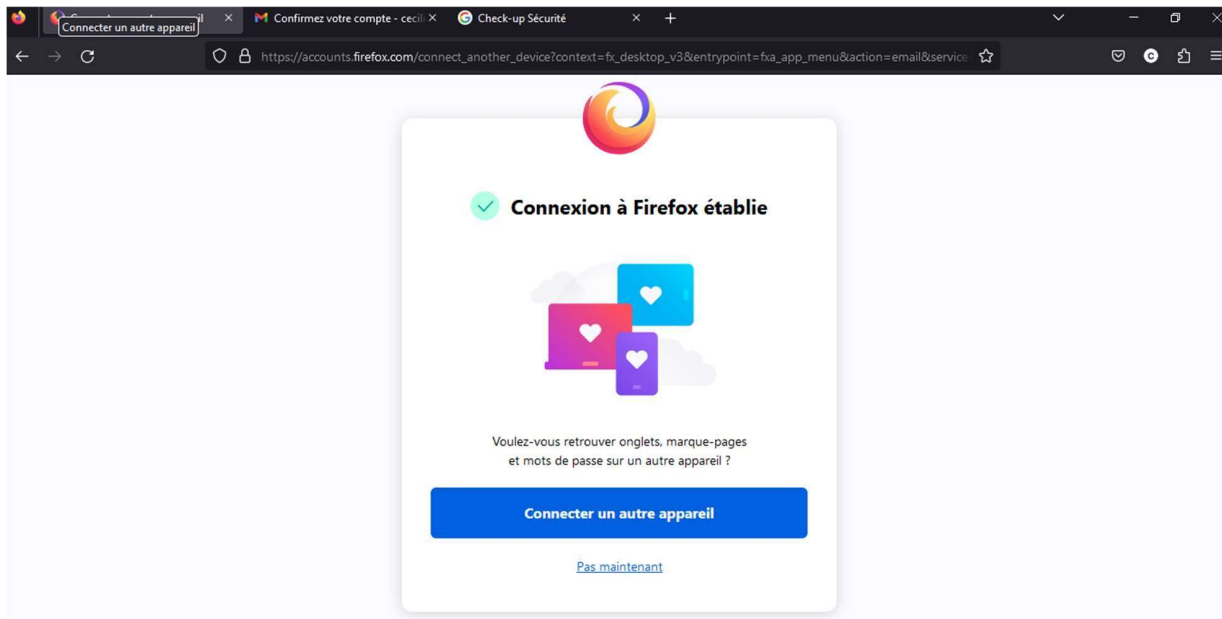 Connecter un autre appareil
Confirmez votre compte - cecil
Check-up Sécurité
https://accounts.firefox.com/connect_another_device?context=fx_desktop_v3&entrypoint=fxa_app_menu&action=email&service
C
Connexion à Firefox établie
Voulez-vous retrouver onglets, marque-pages
et mots de passe sur un autre appareil ?
Connecter un autre appareil
Pas maintenant